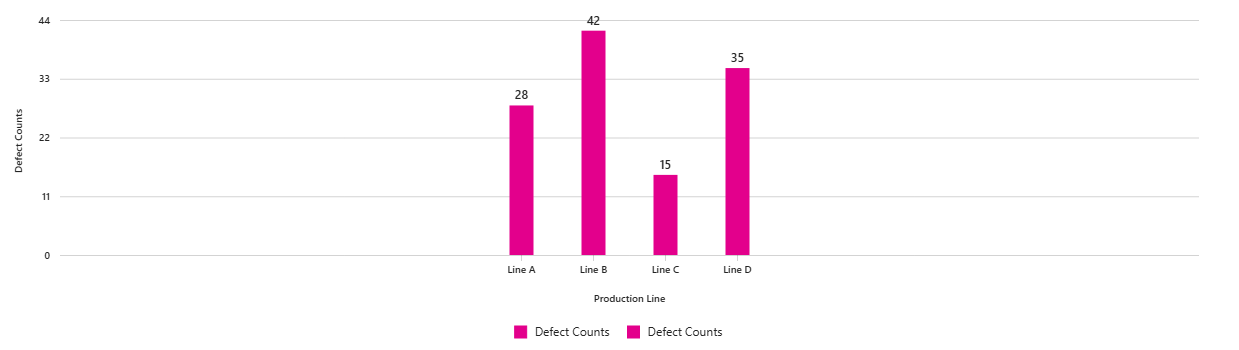 44
33
22
11
0
Defect Counts
28
42
15
35
Line A
Line B
Line C
Line D
Production Line
Defect Counts
Defect Counts